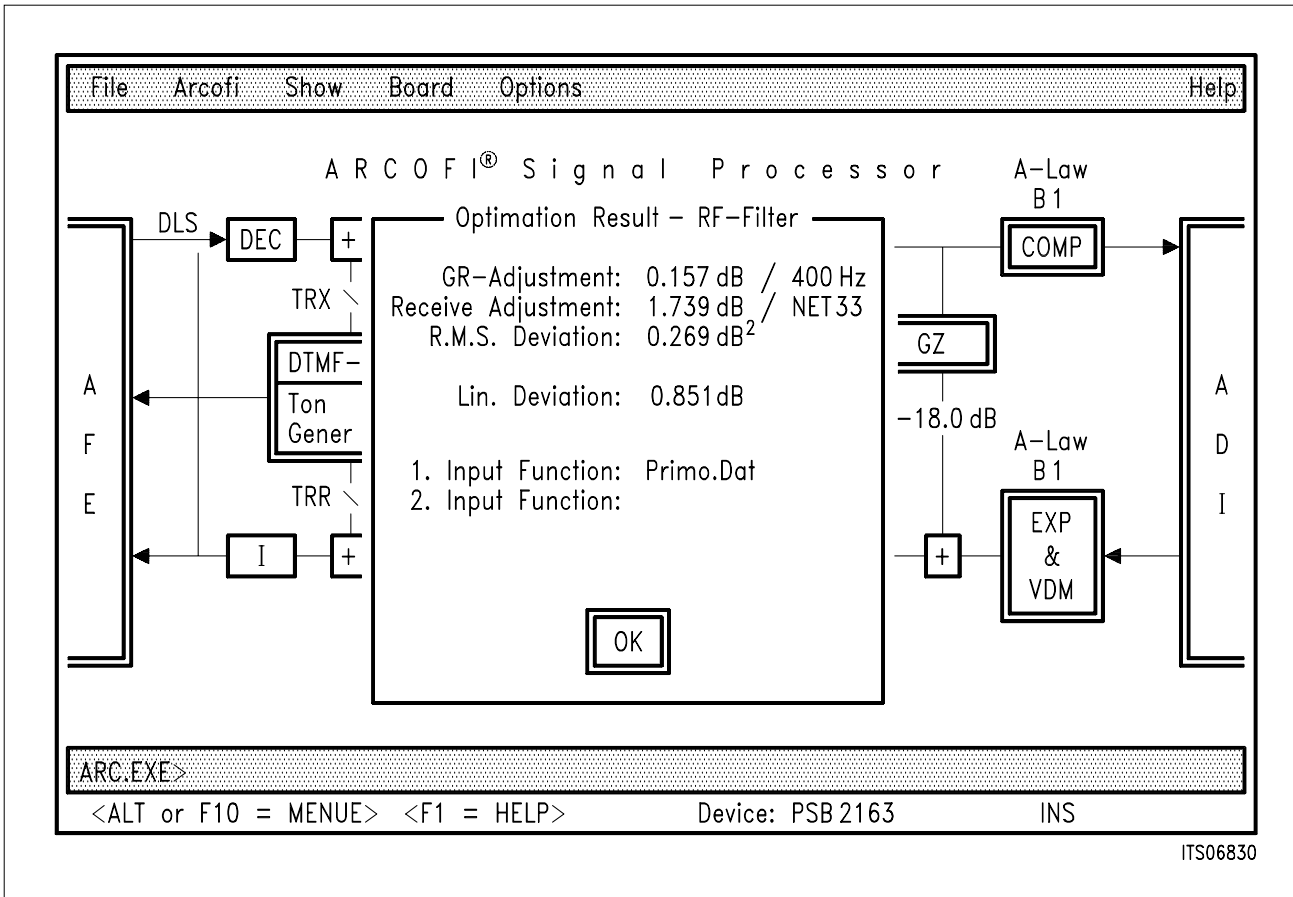 File Arcofi Show Board Options Help
ARCOFI® Signal Processor
A-Law
B1
DLS
DEC
+
COMP
Optimation Result - RF-Filter
GR-Adjustment: 0.157 dB / 400 Hz
Receive Adjustment: 1.739 dB / NET33
R.M.S. Deviation: 0.269 dB²
Lin. Deviation: 0.851dB
1. Input Function: Primo.Dat
2. Input Function:
OK
TRX
DTMF-
Ton
Gener
TRR
A
F
E
I
+
GZ
-18.0 dB
A-Law
B1
EXP
&
VDM
+
A
D
I
ARC.EXE>
<ALT or F10 = MENUE> <F1 = HELP> Device: PSB 2163 INS
ITS06830